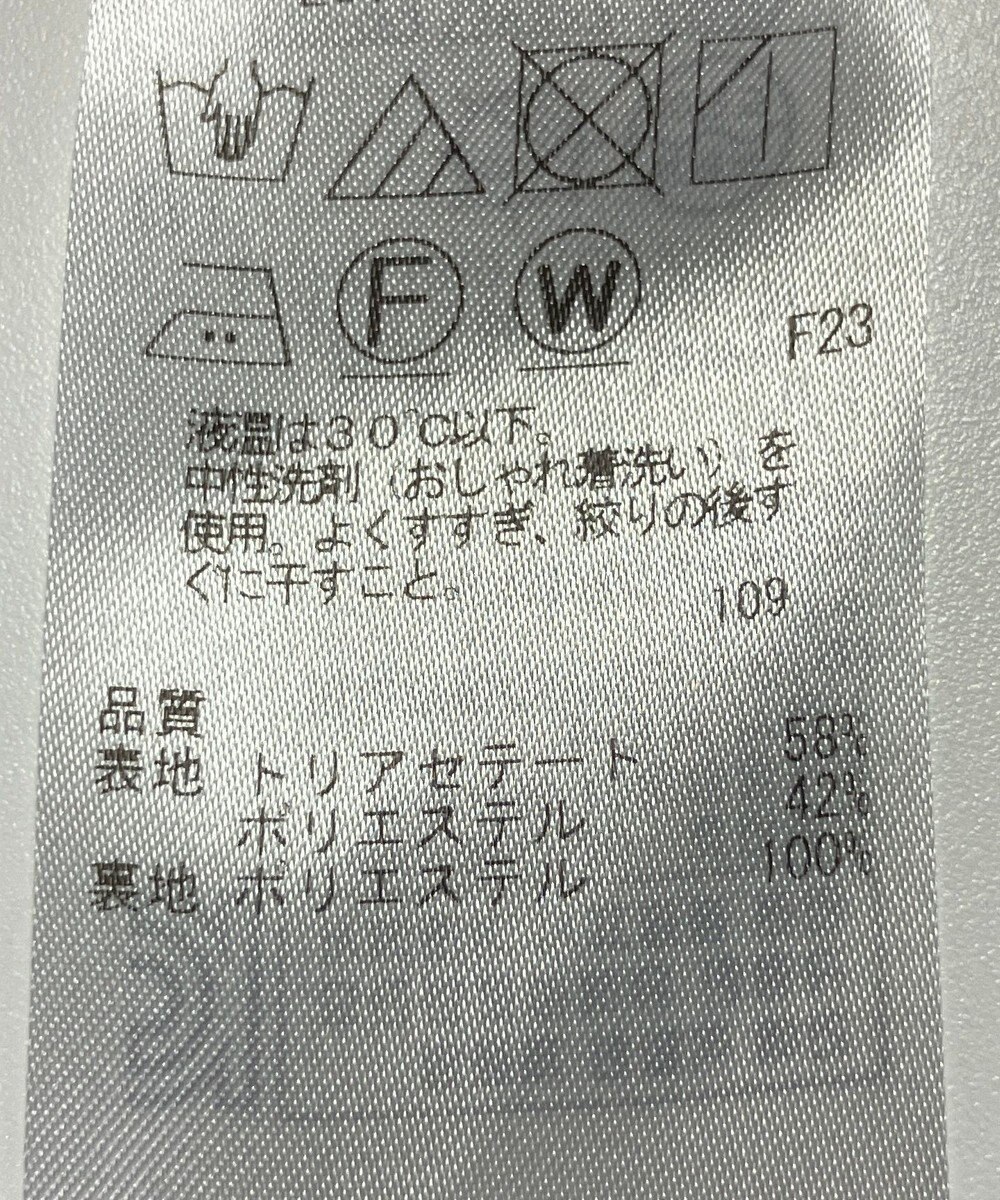 F W
F23
液温は30℃以下。
中性洗剤（おしゃれ着洗い）を
使用。よくすすぎ、絞りの後す
ぐに干すこと。
109
品質
表地 トリアセテート 58%
ポリエステル 42%
裏地 ポリエステル 100%